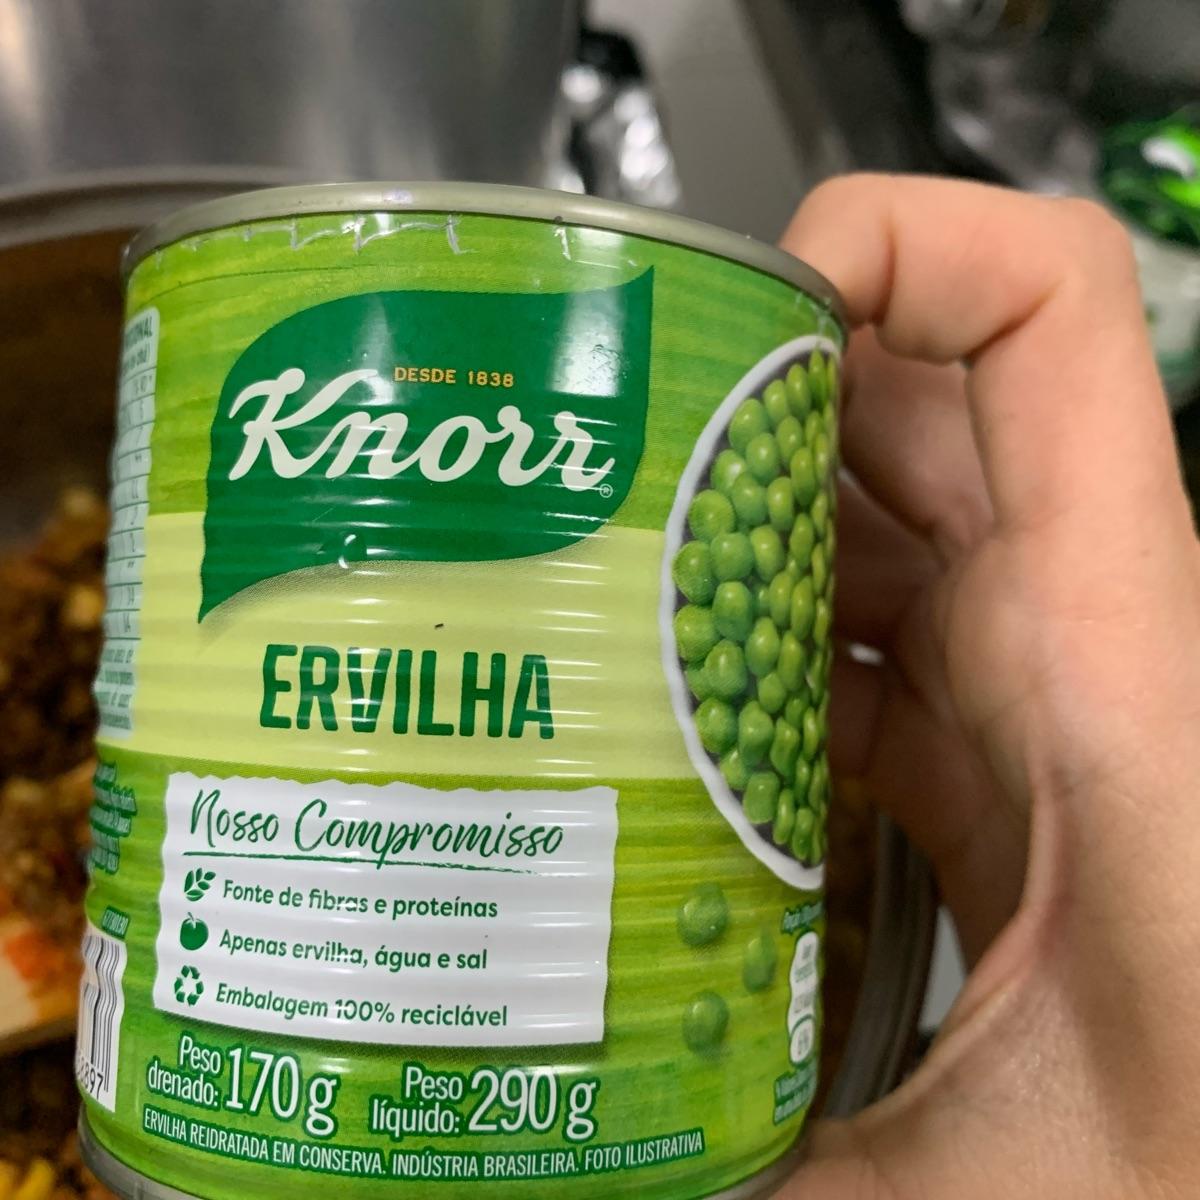 DESDE 1838
Knorr
ERVILHA
Nosso Compromisso
Fonte de fibras e proteínas
Apenas ervilha, água e sal
Embalagem 100% reciclável
Peso drenado: 170 g
Peso líquido: 290 g
ERVILHA REIDRATADA EM CONSERVA. INDÚSTRIA BRASILEIRA. FOTO ILUSTRATIVA